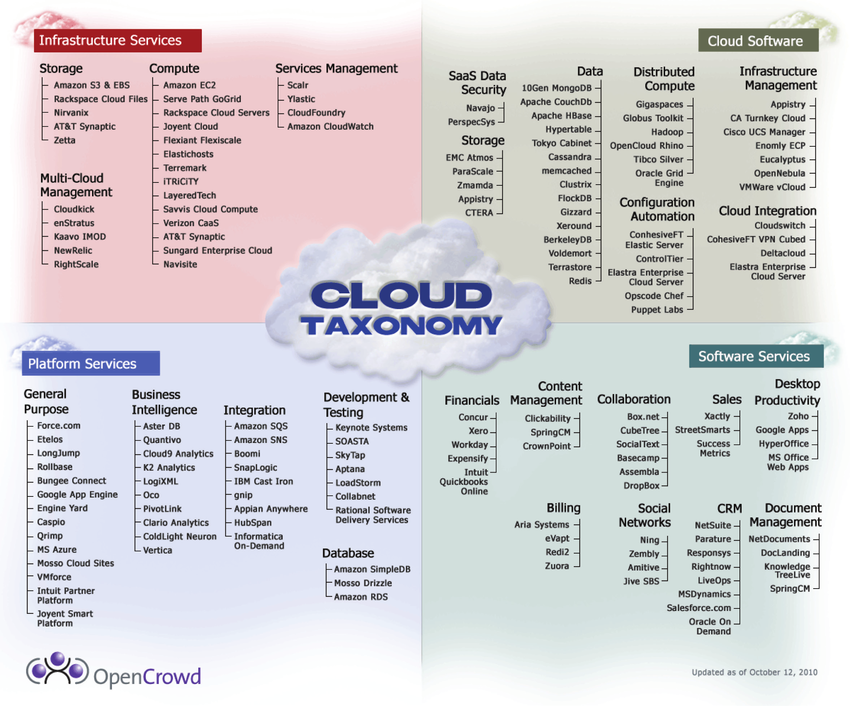 Infrastructure Services
Storage
Amazon S3 & EBS
Rackspace Cloud Files
Nirvanix
AT&T Synaptic
Zetta
Multi-Cloud
Management
Cloudkick
enStratus
Kaavo IMOD
NewRelic
RightScale
Compute
Amazon EC2
Serve Path GoGrid
Rackspace Cloud Servers
Joyent Cloud
Flexiant Flexiscale
Elastichosts
Terremark
iTRiCiTY
LayeredTech
Savvis Cloud Compute
Verizon CaaS
AT&T Synaptic
Sungard Enterprise Cloud
Navisite
Services Management
Scalr
Ylastic
CloudFoundry
Amazon CloudWatch
Cloud Software
SaaS Data
Security
Navajo
PerspecSys
Storage
EMC Atmos
ParaScale
Zmamda
Appistry
CTERA
Data
10Gen MongoDB
Apache CouchDb
Apache HBase
Hypertable
Tokyo Cabinet
Cassandra
memcached
Clustrix
FlockDB
Gizzard
Xeround
BerkeleyDB
Voldemort
Terrastore
Redis
Distributed
Compute
Gigaspaces
Globus Toolkit
Hadoop
OpenCloud Rhino
Tibco Silver
Oracle Grid
Engine
Configuration
Automation
ConhesiveFT
Elastic Server
ControlTier
Elastra Enterprise
Cloud Server
Opscode Chef
Puppet Labs
Infrastructure
Management
Appistry
CA Turnkey Cloud
Cisco UCS Manager
Enomly ECP
Eucalyptus
OpenNebula
VMWare vCloud
Cloud Integration
Cloudswitch
CohesiveFT VPN Cubed
Deltacloud
Elastra Enterprise
Cloud Server
CLOUD
TAXONOMY
Platform Services
General
Purpose
Force.com
Etelos
LongJump
Rollbase
Bungee Connect
Google App Engine
Engine Yard
Caspio
Qrimp
MS Azure
Mosso Cloud Sites
VMforce
Intuit Partner
Platform
Joyent Smart
Platform
Business
Intelligence
Aster DB
Quantivo
Cloud9 Analytics
K2 Analytics
LogiXML
Oco
PivotLink
Clario Analytics
ColdLight Neuron
Vertica
Integration
Amazon SQS
Amazon SNS
Boomi
SnapLogic
IBM Cast Iron
gnip
Appian Anywhere
HubSpan
Informatica
On-Demand
Development &
Testing
Keynote Systems
SOASTA
SkyTap
Aptana
LoadStorm
Collabnet
Rational Software
Delivery Services
Database
Amazon SimpleDB
Mosso Drizzle
Amazon RDS
Software Services
Financials
Concur
Xero
Workday
Expensify
Intuit
Quickbooks
Online
Content
Management
Clickability
SpringCM
CrownPoint
Collaboration
Box.net
CubeTree
SocialText
Basecamp
Assembla
DropBox
Sales
Xactly
StreetSmarts
Success
Metrics
Desktop
Productivity
Zoho
Google Apps
HyperOffice
MS Office
Web Apps
Billing
Aria Systems
eVapt
Redi2
Zuora
Social
Networks
Ning
Zembly
Amitive
Jive SBS
CRM
NetSuite
Parature
Responsys
Rightnow
LiveOps
MSDynamics
Salesforce.com
Oracle On
Demand
Document
Management
NetDocuments
DocLanding
Knowledge
TreeLive
SpringCM
OpenCrowd
Updated as of October 12, 2010